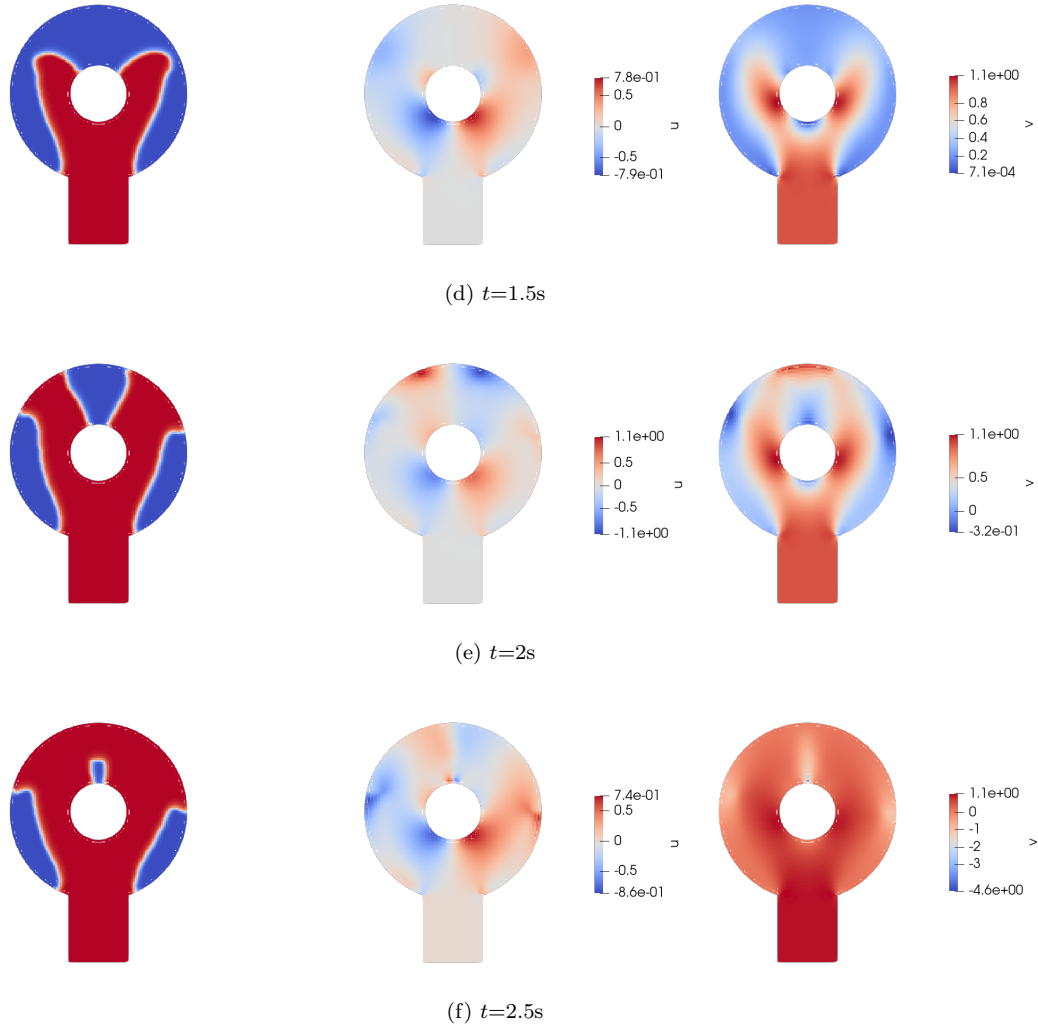 7.8e-01
0.5
0
-0.5
-7.9e-01
u
1.1e+00
0.8
0.6
0.4
0.2
7.1e-04
v
(d) t=1.5s
1.1e+00
0.5
0
-0.5
-1.1e+00
u
1.1e+00
0.5
0
-3.2e-01
v
(e) t=2s
7.4e-01
0.5
0
-0.5
-8.6e-01
u
1.1e+00
0
-1
-2
-3
-4.6e+00
v
(f) t=2.5s